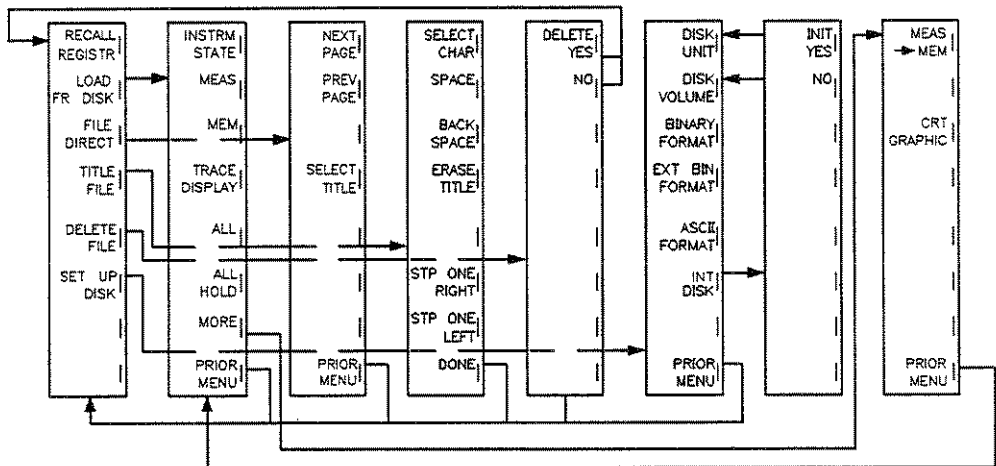 RECALL
REGISTR
LOAD
FR DISK
FILE
DIRECT
TITLE
FILE
DELETE
FILE
SET UP
DISK
INSTRM
STATE
MEAS
MEM
TRACE
DISPLAY
ALL
ALL
HOLD
MORE
PRIOR
MENU
NEXT
PAGE
PREV
PAGE
SELECT
TITLE
PRIOR
MENU
SELECT
CHAR
SPACE
BACK
SPACE
ERASE
TITLE
STP ONE
RIGHT
STP ONE
LEFT
DONE
DELETE
YES
NO
DISK
UNIT
DISK
VOLUME
BINARY
FORMAT
EXT BIN
FORMAT
ASCII
FORMAT
INT
DISK
PRIOR
MENU
INIT
YES
NO
MEAS
→MEM
CRT
GRAPHIC
PRIOR
MENU